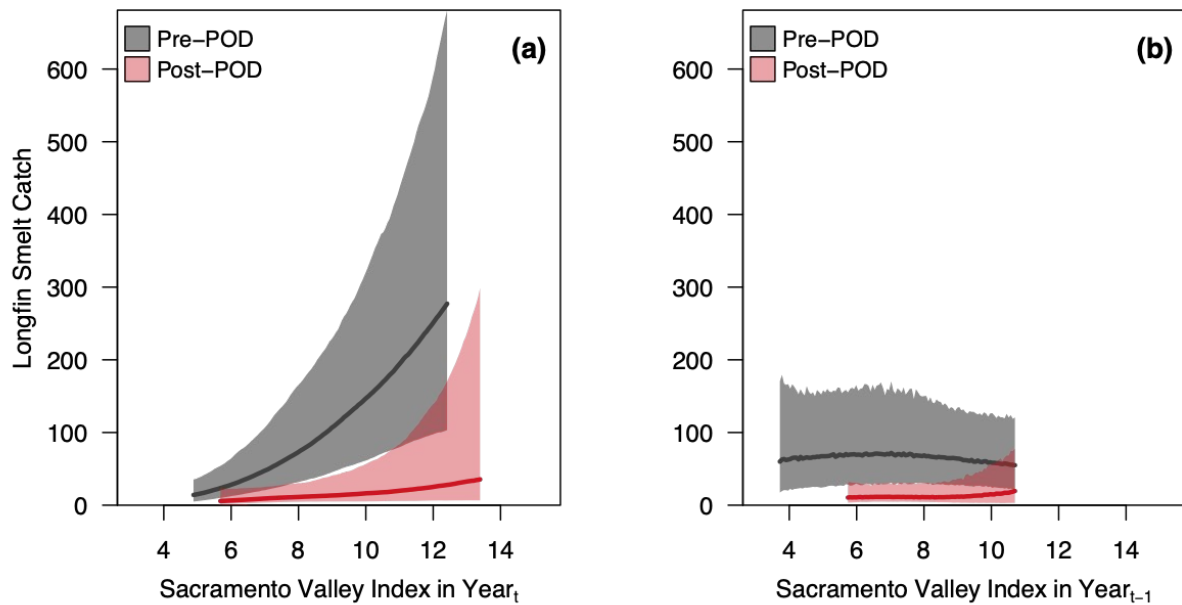 Pre−POD
Post−POD
(a)
600
500
400
300
200
100
0
Longfin Smelt Catch
4 6 8 10 12 14
Sacramento Valley Index in Yearₜ
Pre−POD
Post−POD
(b)
600
500
400
300
200
100
0
4 6 8 10 12 14
Sacramento Valley Index in Yearₜ₋₁